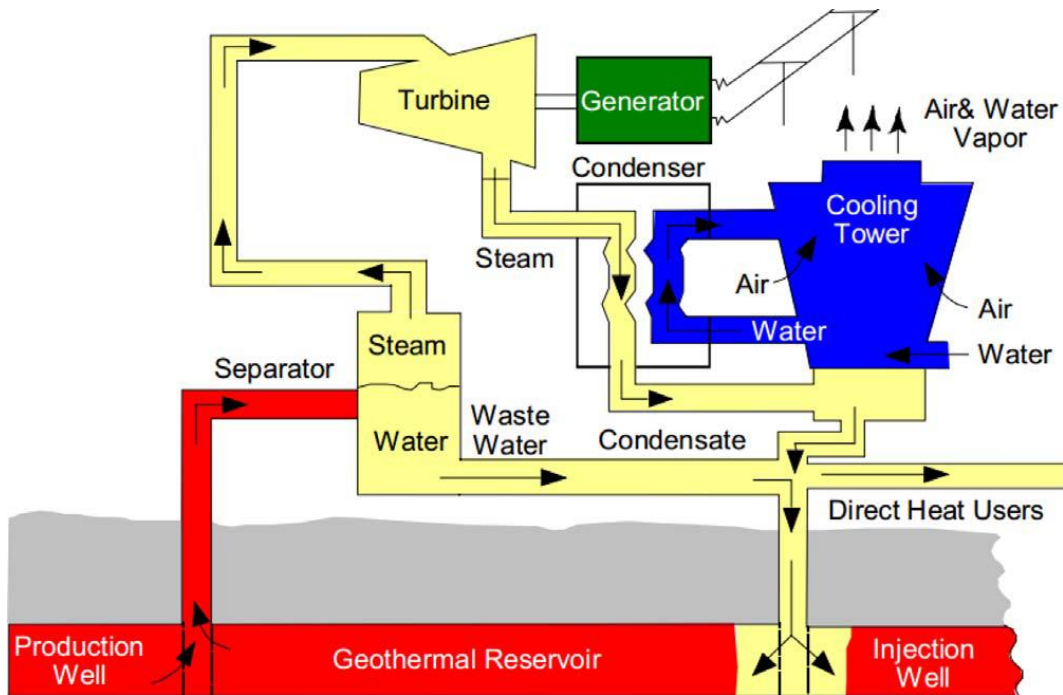 Turbine
Generator
Air& Water
Vapor
Condenser
Cooling
Tower
Steam
Air
Air
Steam
Water
Water
Separator
Water
Waste
Water
Condensate
Direct Heat Users
Production
Well
Geothermal Reservoir
Injection
Well